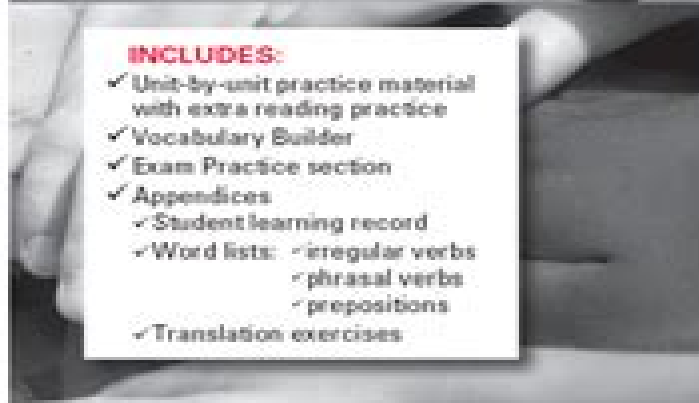 INCLUDES:
✓ Unit-by-unit practice material
with extra reading practice
✓ Vocabulary Builder
✓ Exam Practice section
✓ Appendices
✓ Student learning record
✓ Word lists: ✓ irregular verbs
✓ phrasal verbs
✓ prepositions
✓ Translation exercises